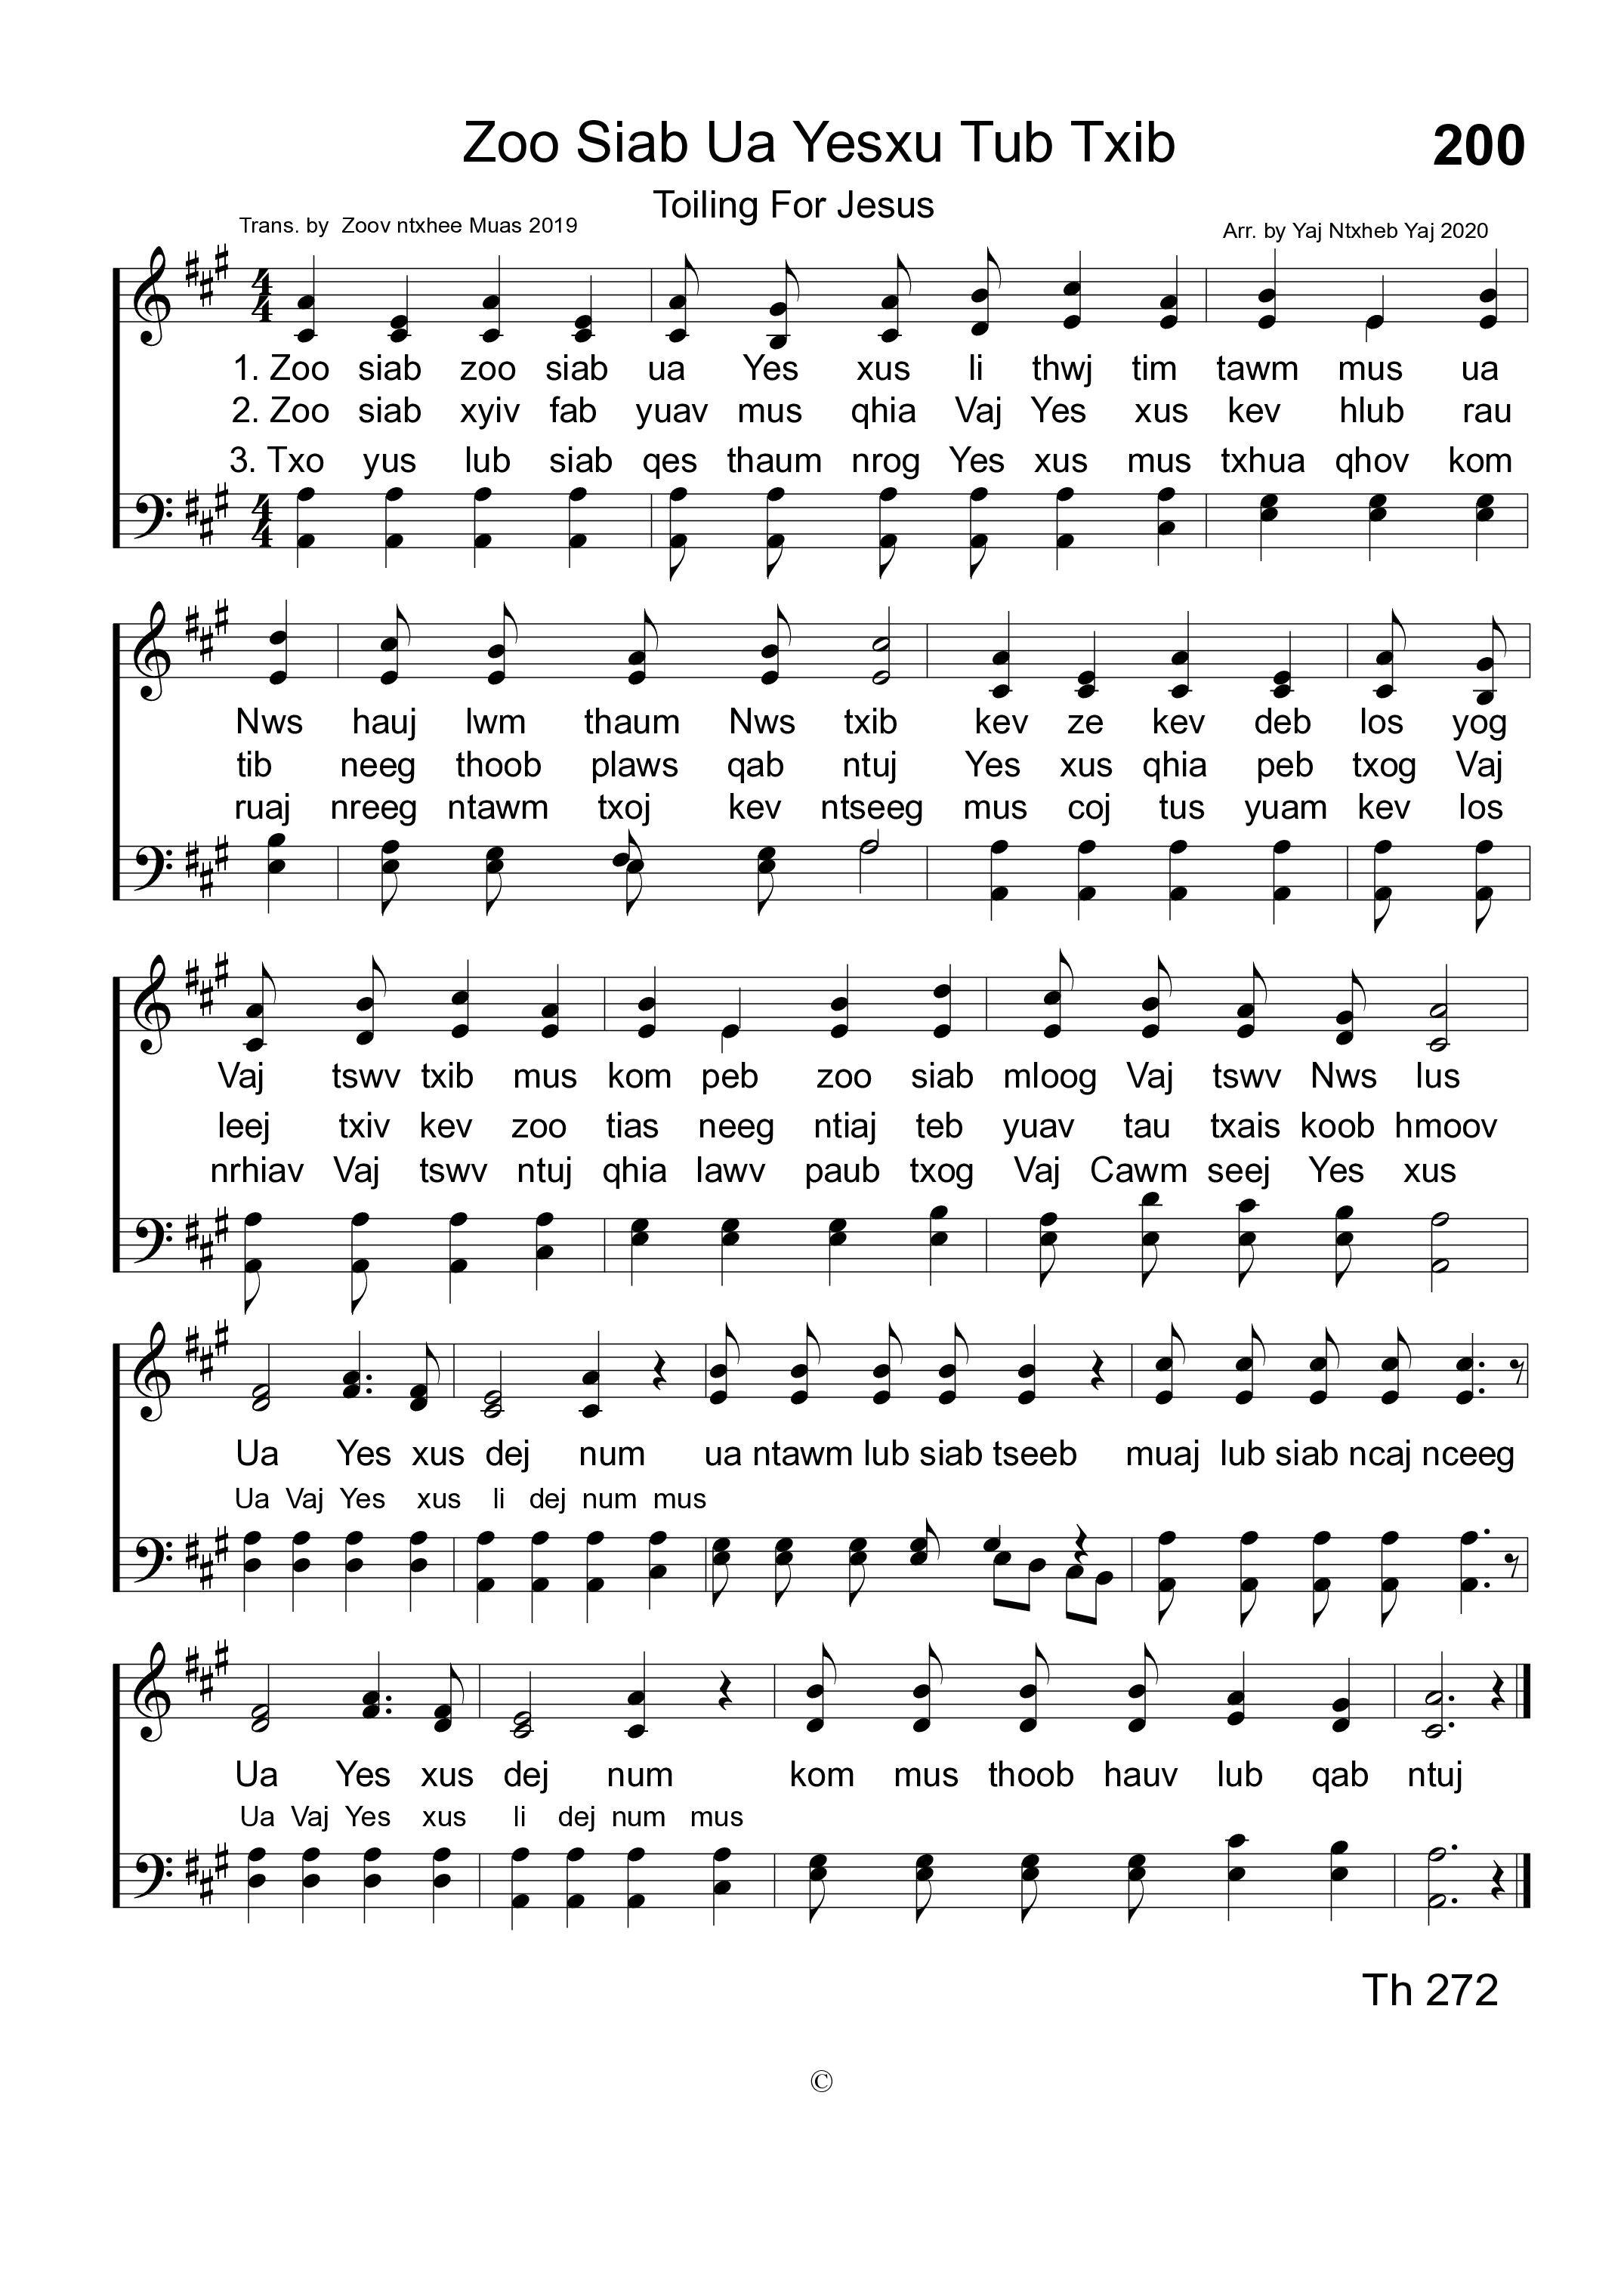 Zoo Siab Ua Yesxu Tub Txib
200
Toiling For Jesus
Trans. by Zoov ntxhee Muas 2019
Arr. by Yaj Ntxheb Yaj 2020
4 4
1. Zoo siab zoo siab ua Yes xus li thwj tim tawm mus ua
2. Zoo siab xyiv fab yuav mus qhia Vaj Yes xus kev hlub rau
3. Txo yus lub siab qes thaum nrog Yes xus mus txhua qhov kom
4 4
Nws hauj lwm thaum Nws txib kev ze kev deb los yog
tib neeg thoob plaws qab ntuj Yes xus qhia peb txog Vaj
ruaj nreeg ntawm txoj kev ntseeg mus coj tus yuam kev los
Vaj tswv txib mus kom peb zoo siab mloog Vaj tswv Nws lus
leej txiv kev zoo tias neeg ntiaj teb yuav tau txais koob hmoov
nrhiav Vaj tswv ntuj qhia lawv paub txog Vaj Cawm seej Yes xus
Ua Yes xus dej num ua ntawm lub siab tseeb muaj lub siab ncaj nceeg
Ua Vaj Yes xus li dej num mus
Ua Yes xus dej num kom mus thoob hauv lub qab ntuj
Ua Vaj Yes xus li dej num mus
Th 272
©